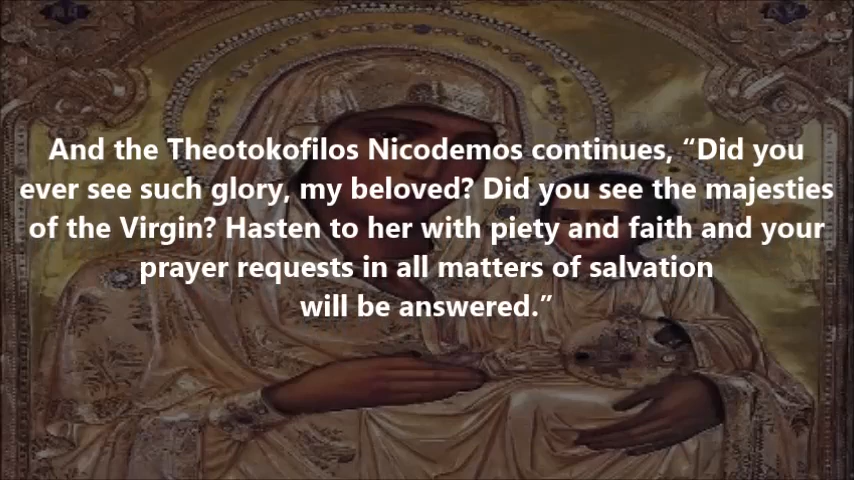 And the Theotokofilos Nicodemos continues, “Did you
ever see such glory, my beloved? Did you see the majesties
of the Virgin? Hasten to her with piety and faith and your
prayer requests in all matters of salvation
will be answered.”